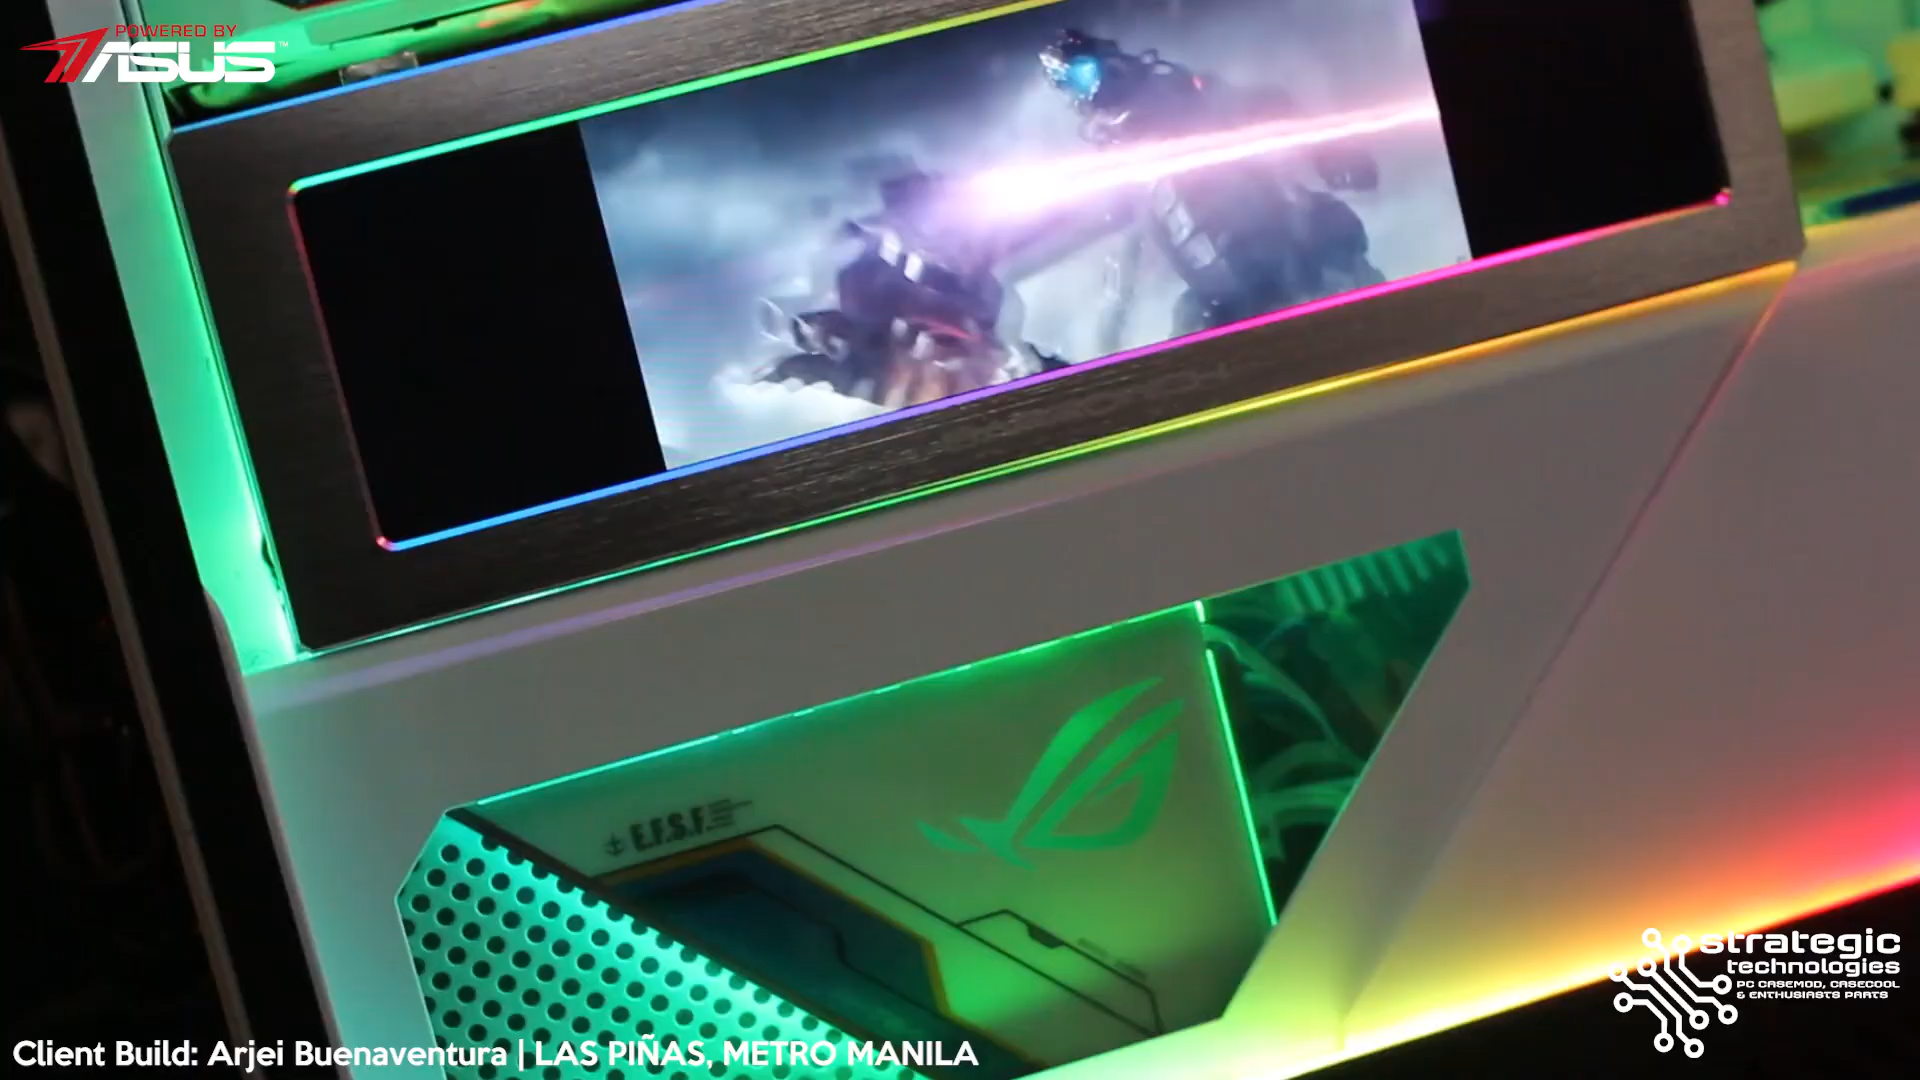 POWERED BY
ASUS
E.F.S.F
strategic
technologies
PC CASEMOD, CASECOOL
& ENTHUSIASTS PARTS
Client Build: Arjei Buenaventura | LAS PIÑAS, METRO MANILA